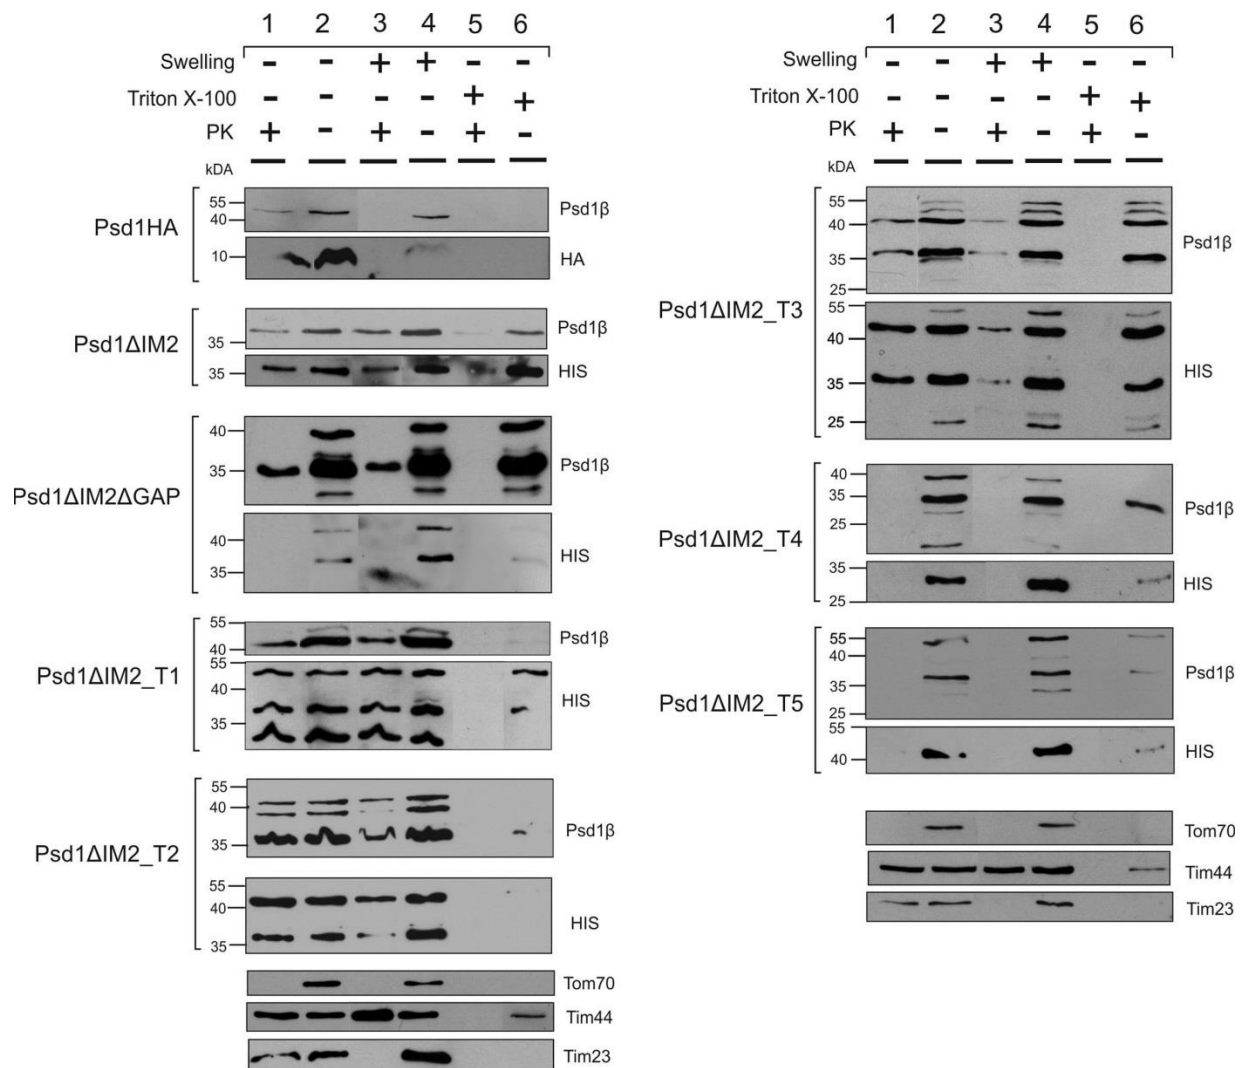 1 2 3 4 5 6
Swelling - - + + - -
Triton X-100 - - - - + +
PK + - + - + -
kDA
Psd1HA
55
40
Psd1β
10
HA
Psd1ΔIM2
35
Psd1β
35
HIS
Psd1ΔIM2ΔGAP
40
35
Psd1β
40
35
HIS
Psd1ΔIM2_T1
55
40
Psd1β
55
40
35
HIS
Psd1ΔIM2_T2
55
40
35
Psd1β
55
40
35
HIS
Tom70
Tim44
Tim23
1 2 3 4 5 6
Swelling - - + + - -
Triton X-100 - - - - + +
PK + - + - + -
kDA
Psd1ΔIM2_T3
55
40
35
25
Psd1β
55
40
35
25
HIS
Psd1ΔIM2_T4
40
35
25
Psd1β
35
25
HIS
Psd1ΔIM2_T5
55
40
35
25
Psd1β
55
40
HIS
Tom70
Tim44
Tim23